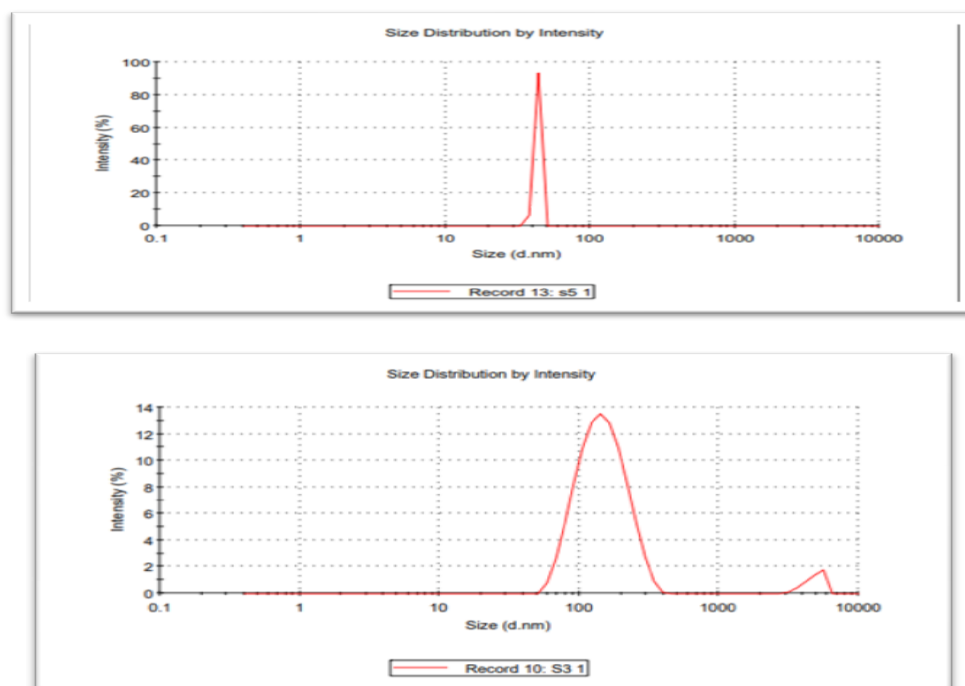 Size Distribution by Intensity
100
80
60
40
20
0
Intensity (%)
0.1 1 10 100 1000 10000
Size (d.nm)
Record 13: s5 1
Size Distribution by Intensity
14
12
10
8
6
4
2
0
Intensity (%)
0.1 1 10 100 1000 10000
Size (d.nm)
Record 10: S3 1